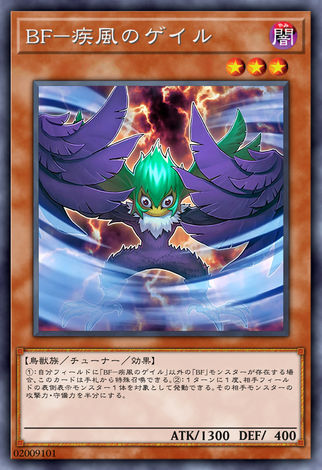 BF－疾風のゲイル
闇
やみ
【鳥獣族／チューナー／効果】
①：自分フィールドに「BF－疾風のゲイル」以外の「BF」モンスターが存在する場
合、このカードは手札から特殊召喚できる。②：１ターンに１度、相手フィール
ドの表側表示モンスター１体を対象として発動できる。その相手モンスターの
攻撃力・守備力を半分にする。
ATK/1300 DEF/ 400
02009101